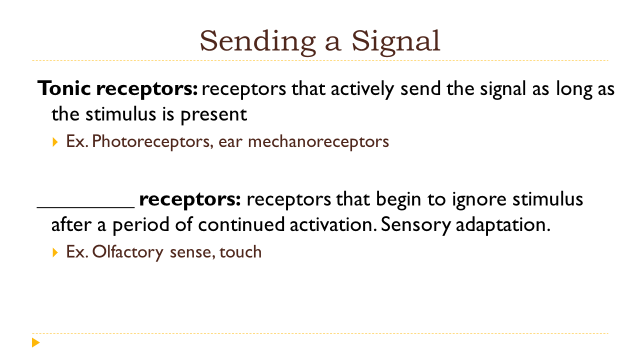 Sending a Signal
Tonic receptors: receptors that actively send the signal as long as
the stimulus is present
Ex. Photoreceptors, ear mechanoreceptors
_________ receptors: receptors that begin to ignore stimulus
after a period of continued activation. Sensory adaptation.
Ex. Olfactory sense, touch